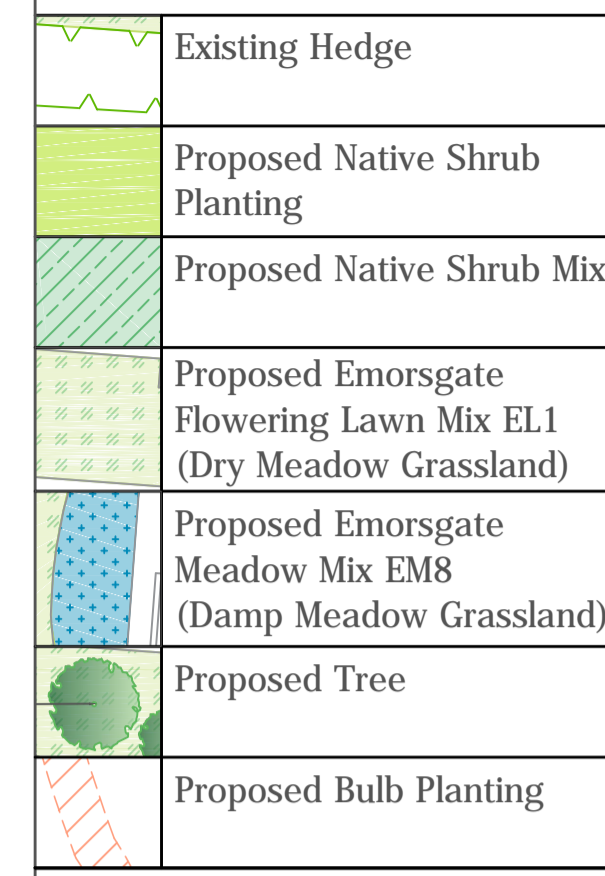 Existing Hedge
Proposed Native Shrub
Planting
Proposed Native Shrub Mix
Proposed Emorsgate
Flowering Lawn Mix EL1
(Dry Meadow Grassland)
Proposed Emorsgate
Meadow Mix EM8
(Damp Meadow Grassland)
Proposed Tree
Proposed Bulb Planting